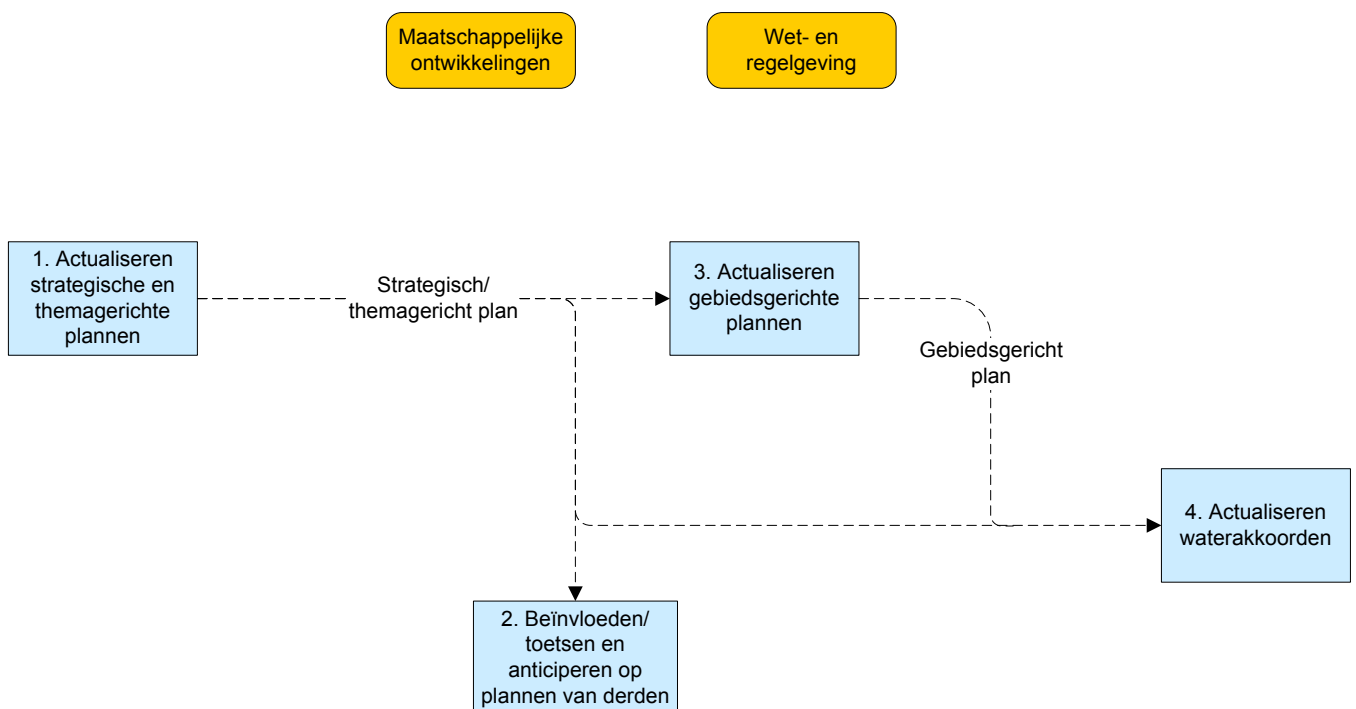 Maatschappelijke
ontwikkelingen
Wet- en
regelgeving
1. Actualiseren
strategische en
themagerichte
plannen
Strategisch/
themagericht plan
3. Actualiseren
gebiedsgerichte
plannen
Gebiedsgericht
plan
4. Actualiseren
waterakkoorden
2. Beïnvloeden/
toetsen en
anticiperen op
plannen van derden